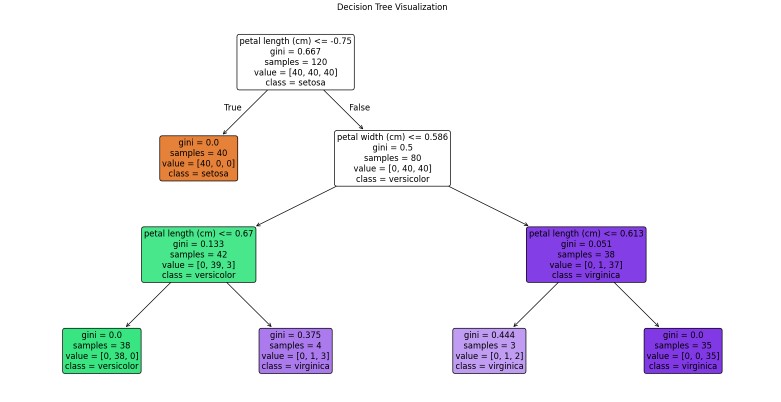 Decision Tree Visualization
petal length (cm) <= -0.75
gini = 0.667
samples = 120
value = [40, 40, 40]
class = setosa
True
False
gini = 0.0
samples = 40
value = [40, 0, 0]
class = setosa
petal width (cm) <= 0.586
gini = 0.5
samples = 80
value = [0, 40, 40]
class = versicolor
petal length (cm) <= 0.67
gini = 0.133
samples = 42
value = [0, 39, 3]
class = versicolor
petal length (cm) <= 0.613
gini = 0.051
samples = 38
value = [0, 1, 37]
class = virginica
gini = 0.0
samples = 38
value = [0, 38, 0]
class = versicolor
gini = 0.375
samples = 4
value = [0, 1, 3]
class = virginica
gini = 0.444
samples = 3
value = [0, 1, 2]
class = virginica
gini = 0.0
samples = 35
value = [0, 0, 35]
class = virginica